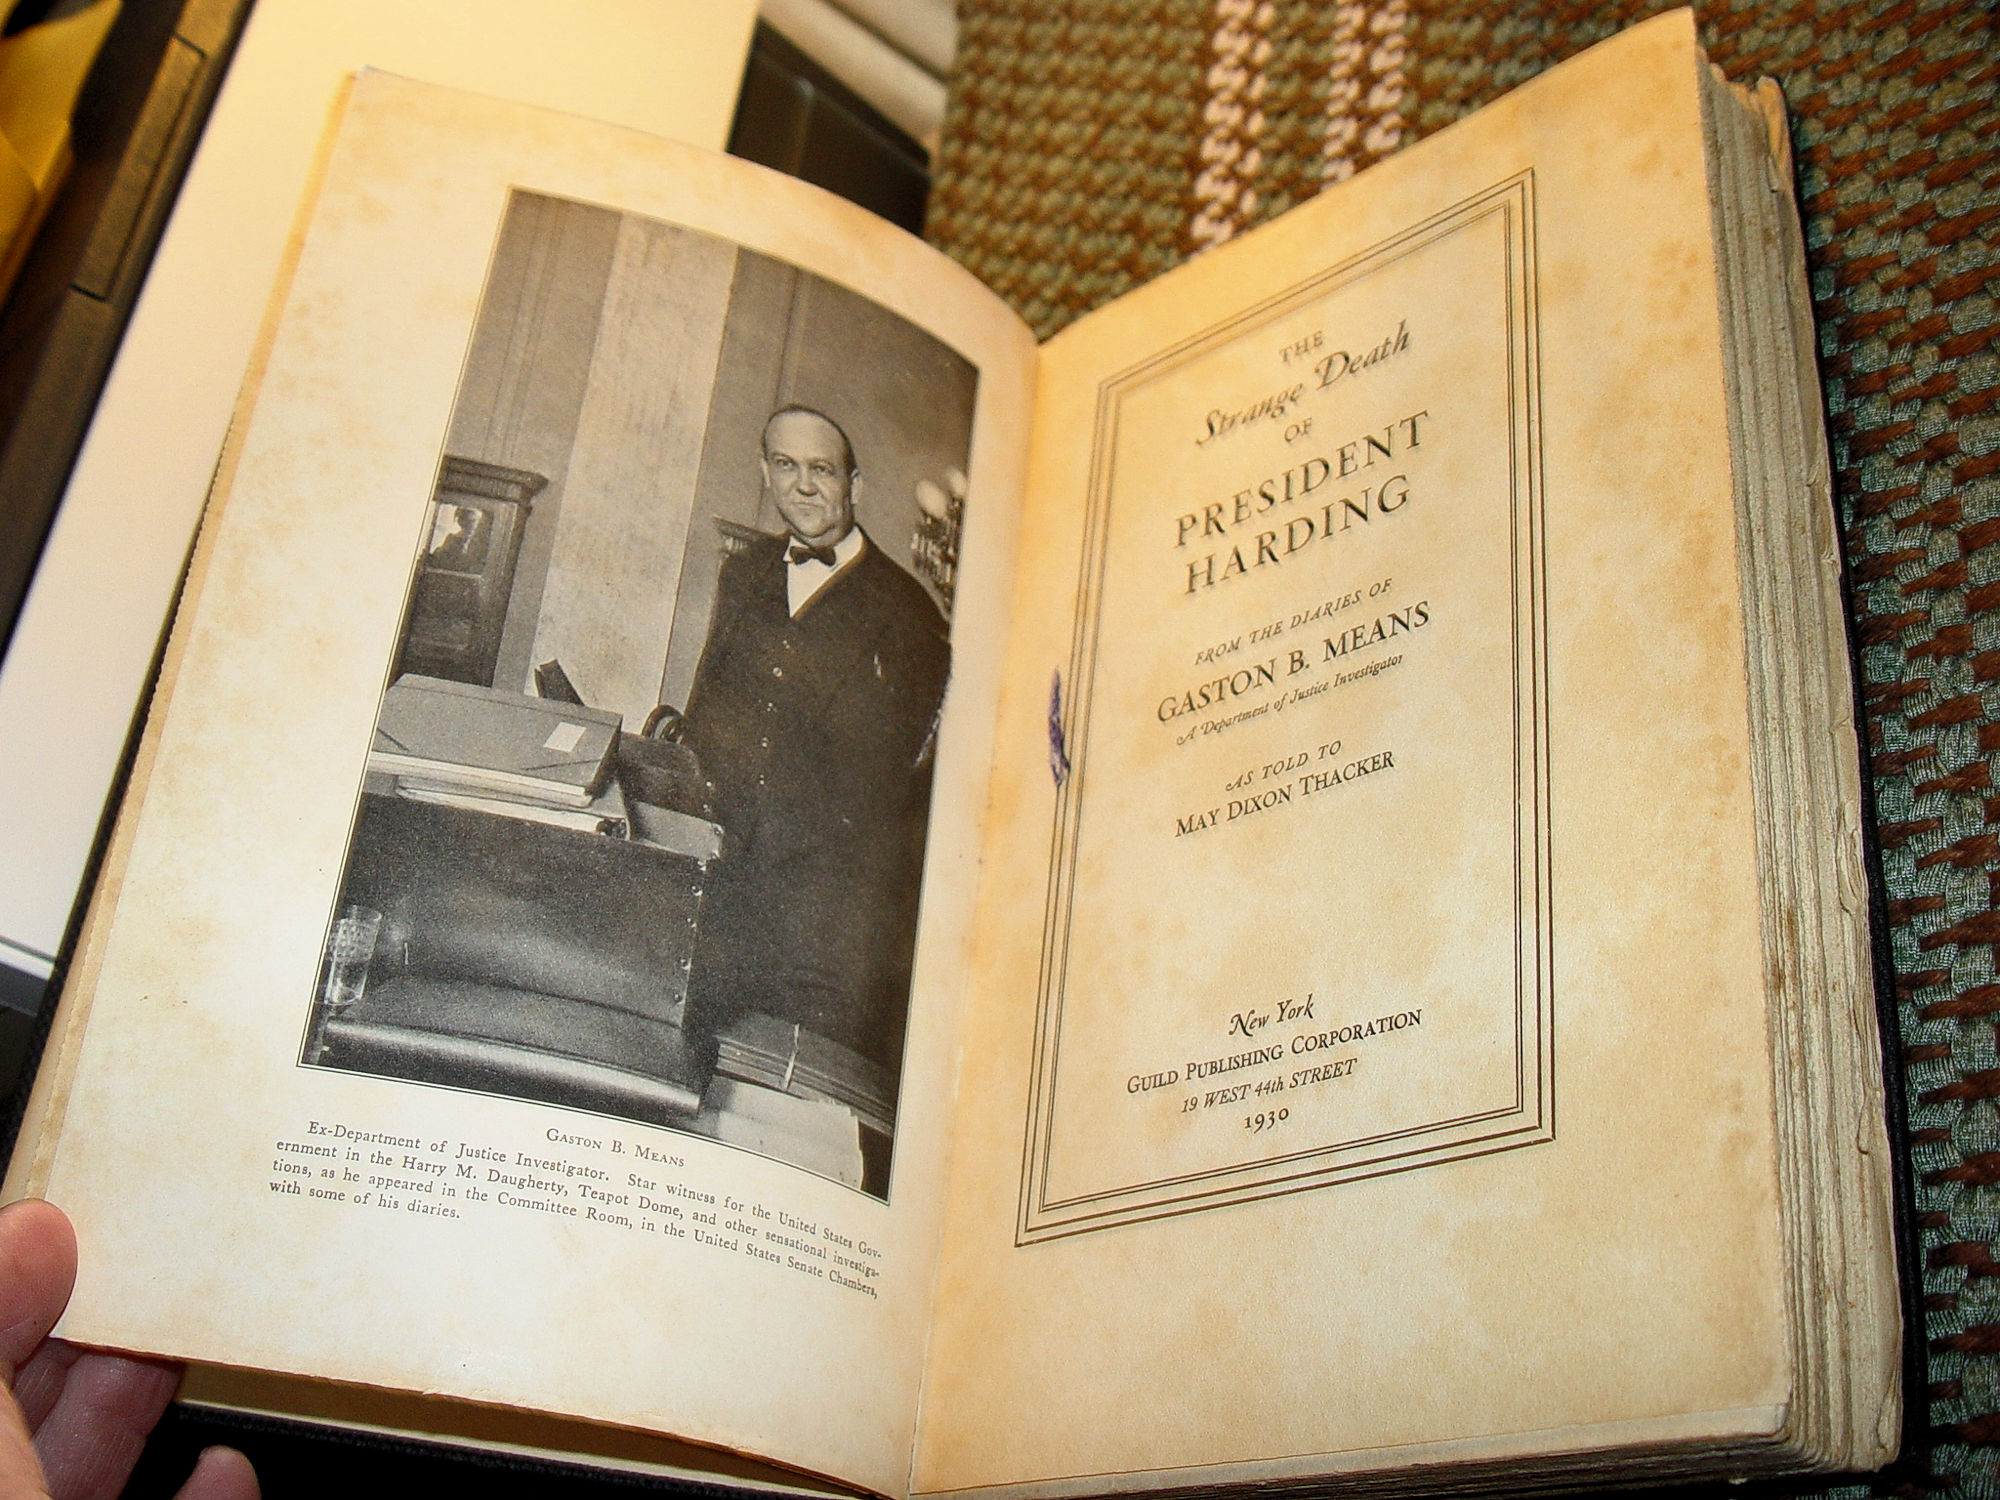 GASTON B. MEANS
Ex-Department of Justice Investigator. Star witness for the United States Gov-
ernment in the Harry M. Daugherty, Teapot Dome, and other sensational investiga-
tions, as he appeared in the Committee Room, in the United States Senate Chambers,
with some of his diaries.
THE
Strange Death
OF
PRESIDENT
HARDING
FROM THE DIARIES OF
GASTON B. MEANS
A Department of Justice Investigator
AS TOLD TO
MAY DIXON THACKER
New York
GUILD PUBLISHING CORPORATION
19 WEST 44th STREET
1930